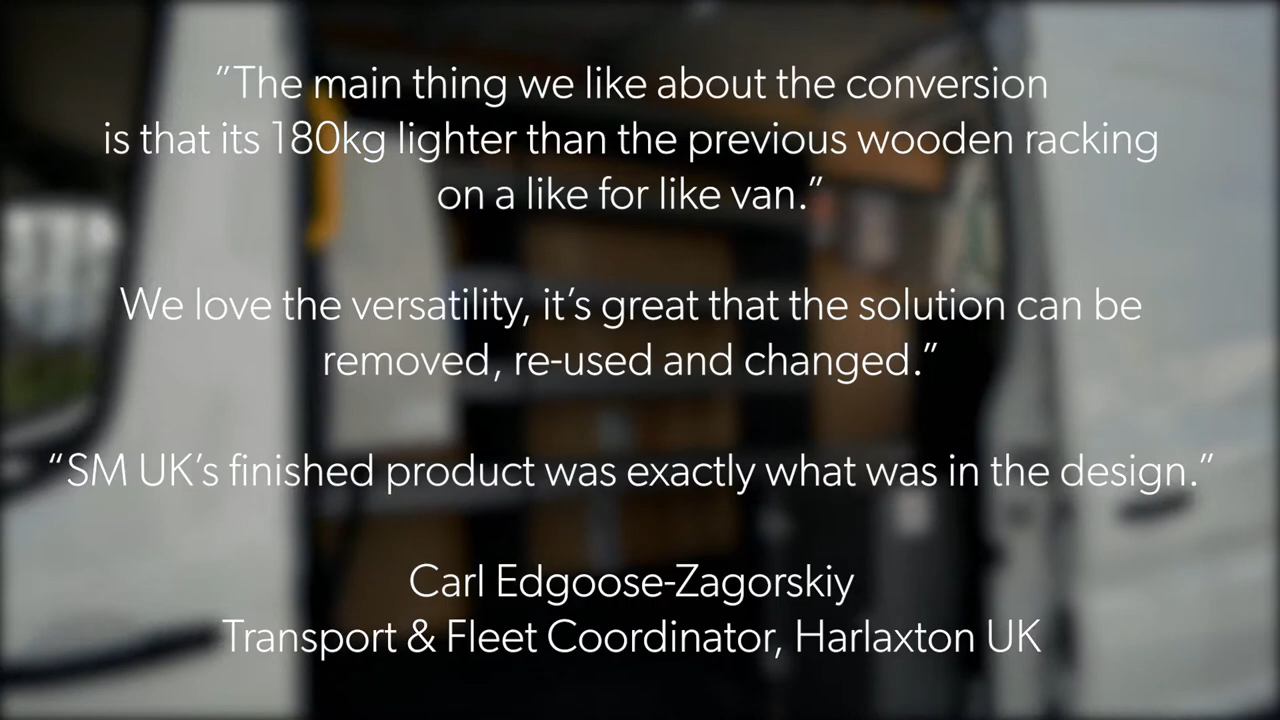 "The main thing we like about the conversion
is that its 180kg lighter than the previous wooden racking
on a like for like van.”
We love the versatility, it’s great that the solution can be
removed, re-used and changed.”
“SM UK’s finished product was exactly what was in the design.”
Carl Edgoose-Zagorskiy
Transport & Fleet Coordinator, Harlaxton UK